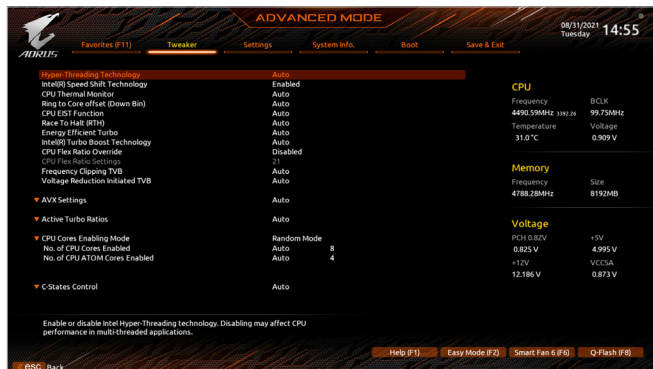 ADVANCED MODE
08/31/2021 Tuesday 14:55
AORUS
Favorites (F11) Tweaker Settings System Info. Boot Save & Exit
Hyper-Threading Technology Auto
Intel(R) Speed Shift Technology Enabled
CPU Thermal Monitor Auto
Ring to Core offset (Down Bin) Auto
CPU EIST Function Auto
Race To Halt (RTH) Auto
Energy Efficient Turbo Auto
Intel(R) Turbo Boost Technology Auto
CPU Flex Ratio Override Disabled
CPU Flex Ratio Settings 21
Frequency Clipping TVB Auto
Voltage Reduction Initiated TVB Auto
AVX Settings Auto
Active Turbo Ratios Auto
CPU Cores Enabling Mode Random Mode
No. of CPU Cores Enabled Auto 8
No. of CPU ATOM Cores Enabled Auto 4
C-States Control Auto
CPU
Frequency BCLK
4490.59MHz 3392.26 99.75MHz
Temperature Voltage
31.0 °C 0.909 V
Memory
Frequency Size
4788.28MHz 8192MB
Voltage
PCH 0.82V +5V
0.825 V 4.995 V
+12V VCCSA
12.186 V 0.873 V
Enable or disable Intel Hyper-Threading technology. Disabling may affect CPU
performance in multi-threaded applications.
Help (F1) Easy Mode (F2) Smart Fan 6 (F6) Q-Flash (F8)
esc Back